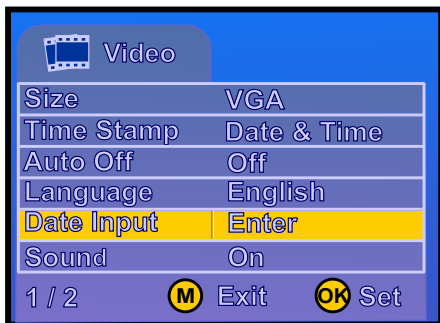 Video
Size VGA
Time Stamp Date & Time
Auto Off Off
Language English
Date Input Enter
Sound On
1 / 2 M Exit OK Set